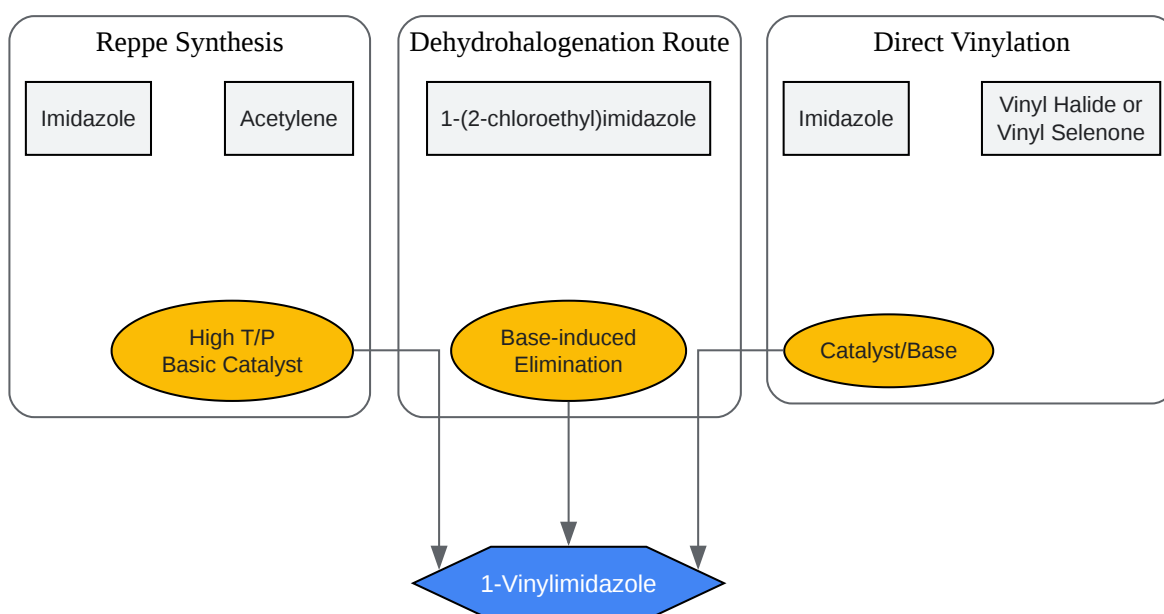 Reppe Synthesis
Dehydrohalogenation Route
Direct Vinylation
Imidazole
Acetylene
1-(2-chloroethyl)imidazole
Imidazole
Vinyl Halide or
Vinyl Selenone
High T/P
Basic Catalyst
Base-induced
Elimination
Catalyst/Base
1-Vinylimidazole